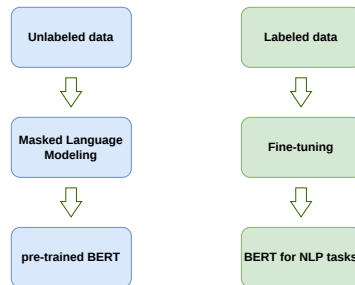 Unlabeled data
Masked Language
Modeling
pre-trained BERT
Labeled data
Fine-tuning
BERT for NLP tasks